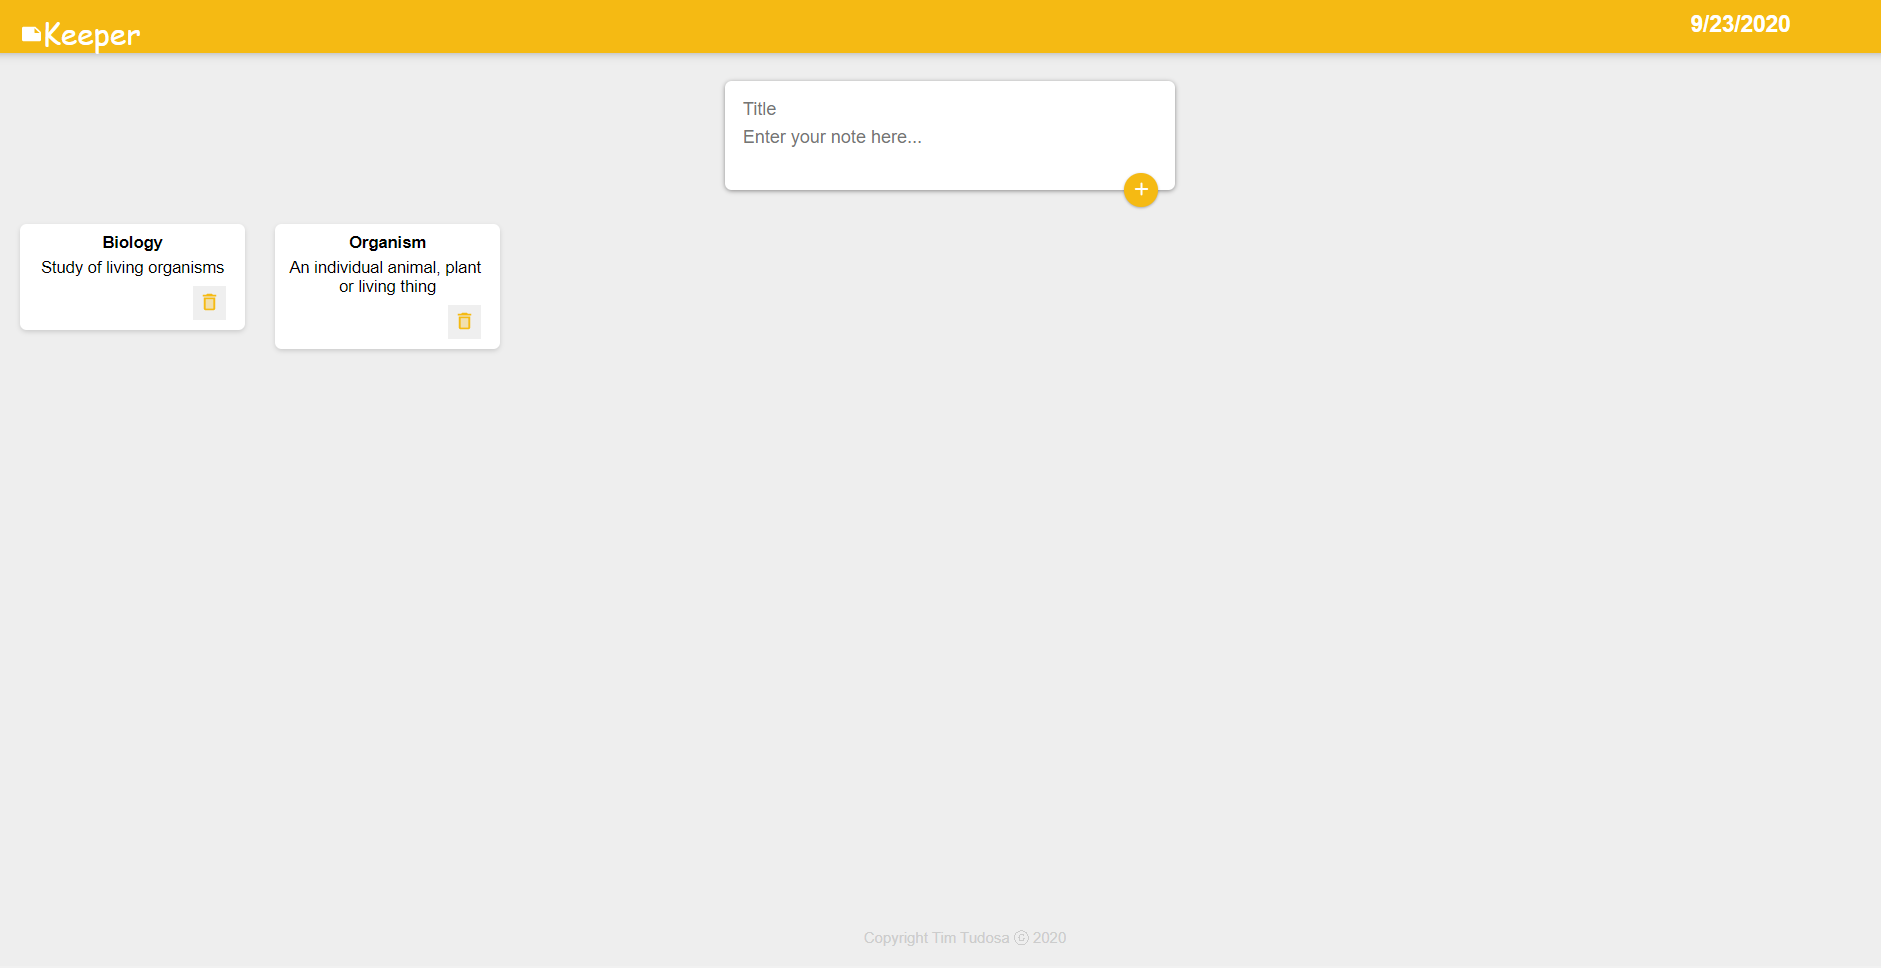 Keeper
9/23/2020
Title
Enter your note here...
+
Biology
Study of living organisms
Organism
An individual animal, plant
or living thing
Copyright Tim Tudosa © 2020